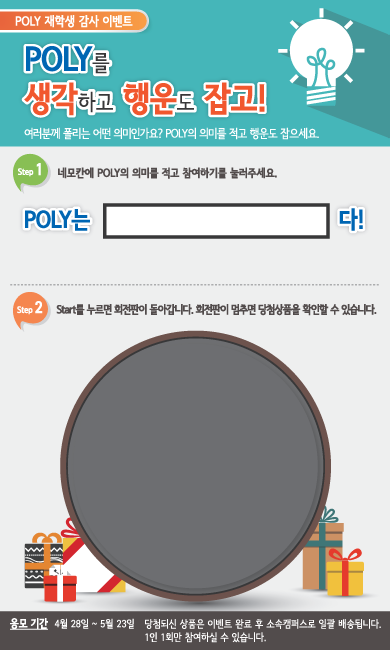 POLY 재학생 감사 이벤트
POLY를
생각하고 행운도 잡고!
여러분께 폴리는 어떤 의미인가요? POLY의 의미를 적고 행운도 잡으세요.
Step 1 네모칸에 POLY의 의미를 적고 참여하기를 눌러주세요.
POLY는 다!
Step 2 Start를 누르면 회전판이 돌아갑니다. 회전판이 멈추면 당첨상품을 확인할 수 있습니다.
응모 기간 4월 28일 ~ 5월 23일 당첨되신 상품은 이벤트 완료 후 소속캠퍼스로 일괄 배송됩니다.
1인 1회만 참여하실 수 있습니다.